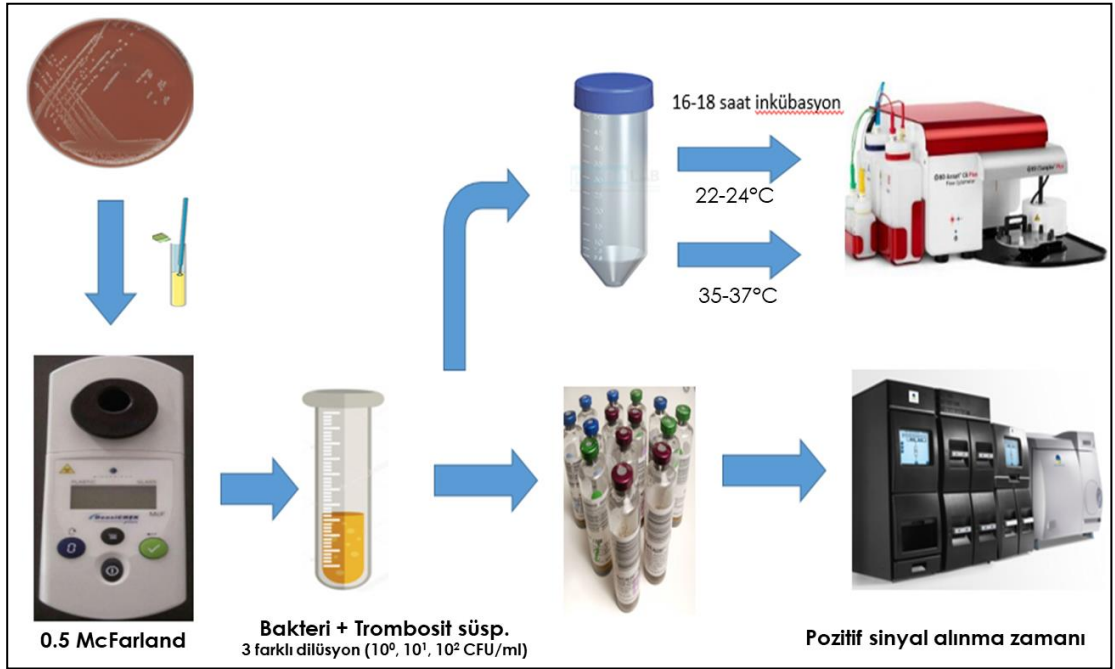 16-18 saat inkübasyon
22-24°C
35-37°C
0.5 McFarland
Bakteri + Trombosit süsp.
3 farklı dilüsyon (10⁰, 10¹, 10² CFU/ml)
Pozitif sinyal alınma zamanı